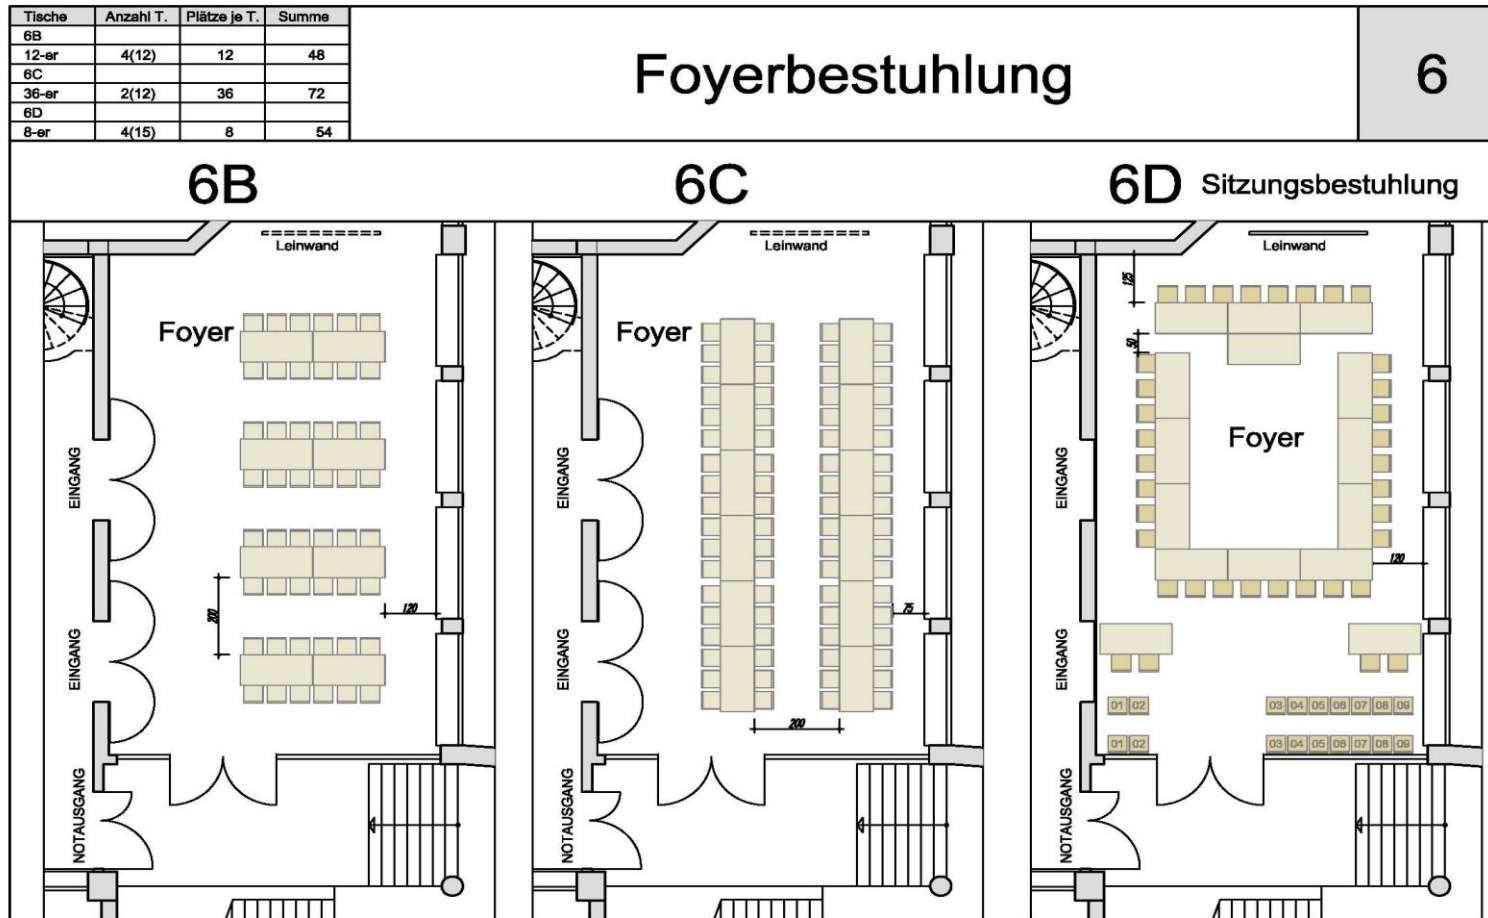 Tische Anzahl T. Plätze je T. Summe
6B
12-er 4(12) 12 48
6C
36-er 2(12) 36 72
6D
8-er 4(15) 8 54
Foyerbestuhlung
6
6B
6C
6D Sitzungsbestuhlung
Leinwand
Foyer
EINGANG
EINGANG
NOTAUSGANG
200
120
Leinwand
Foyer
EINGANG
EINGANG
NOTAUSGANG
75
200
Leinwand
125
50
Foyer
EINGANG
EINGANG
NOTAUSGANG
120
01 02 03 04 05 06 07 08 09
01 02 03 04 05 06 07 08 09